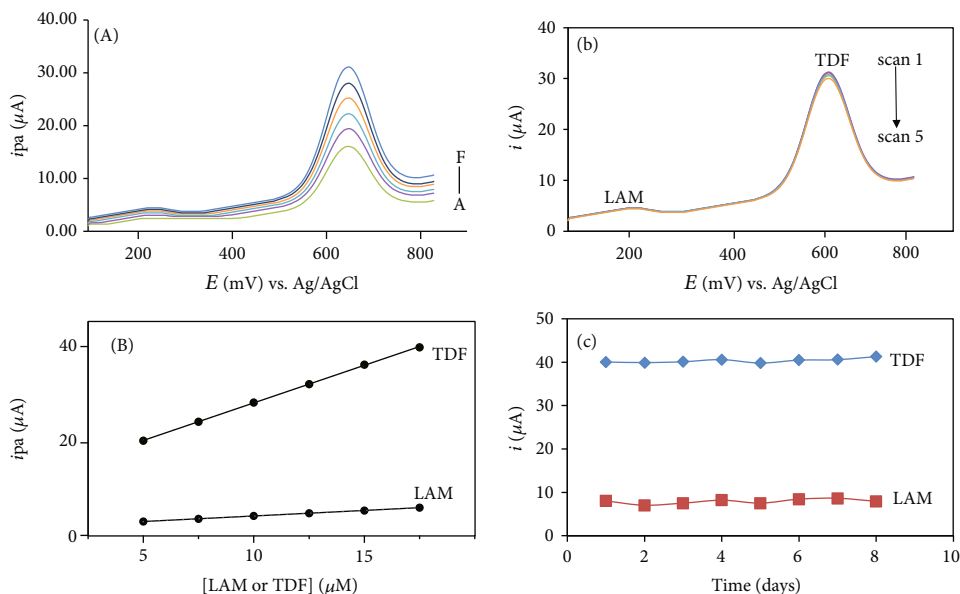 (A)
40.00
30.00
20.00
10.00
0.00
ipa (μA)
F
A
200
400
600
800
E (mV) vs. Ag/AgCl
(b)
40
30
20
10
0
i (μA)
TDF
scan 1
scan 5
LAM
200
400
600
800
E (mV) vs. Ag/AgCl
(B)
40
20
0
ipa (μA)
TDF
LAM
5
10
15
[LAM or TDF] (μM)
(c)
50
40
30
20
10
0
i (μA)
TDF
LAM
0
2
4
6
8
10
Time (days)